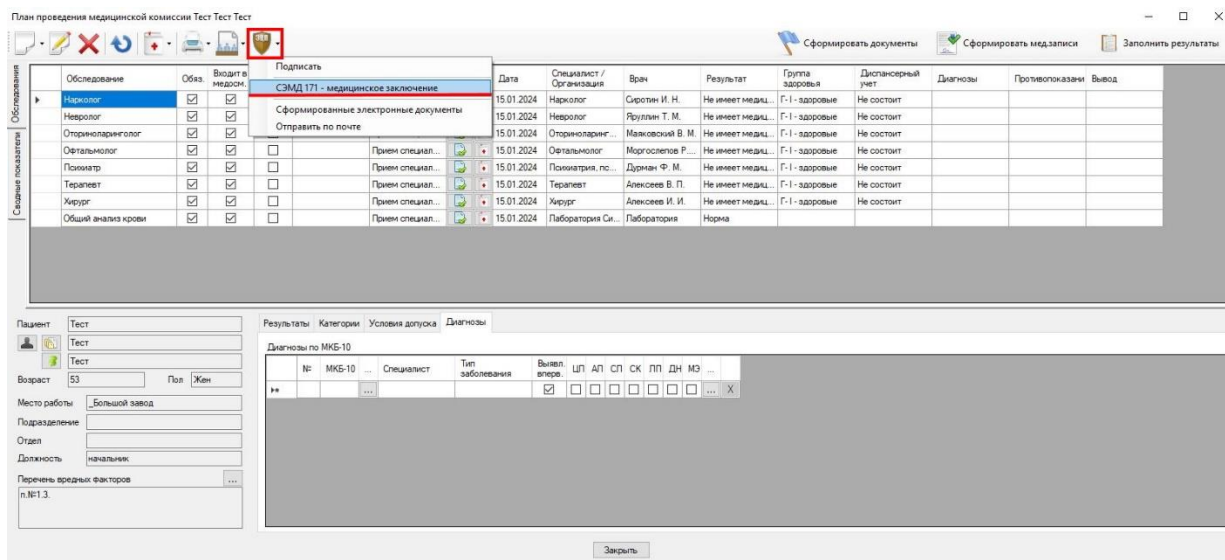 План проведения медицинской комиссии Тест Тест Тест
Сформировать документы Сформировать мед.записи Заполнить результаты
Подписать
СЭМД 171 - медицинское заключение
Сформированные электронные документы
Отправить по почте
Обследования
Сводные показатели
Обследование Обяз. Входит в медосм. Дата Специалист / Организация Врач Результат Группа здоровья Диспансерный учет Диагнозы Противопоказани Вывод
Нарколог 15.01.2024 Нарколог Сиротин И. Н. Не имеет медиц... Г- I - здоровые Не состоит
Невролог 15.01.2024 Невролог Яруллин Т. М. Не имеет медиц... Г- I - здоровые Не состоит
Оториноларинголог 15.01.2024 Оториноларинг... Маяковский В. М. Не имеет медиц... Г- I - здоровые Не состоит
Офтальмолог Прием специал... 15.01.2024 Офтальмолог Моргослепов Р.... Не имеет медиц... Г- I - здоровые Не состоит
Психиатр Прием специал... 15.01.2024 Психиатрия, пс... Дурман Ф. М. Не имеет медиц... Г- I - здоровые Не состоит
Терапевт Прием специал... 15.01.2024 Терапевт Алексеев В. П. Не имеет медиц... Г- I - здоровые Не состоит
Хирург Прием специал... 15.01.2024 Хирург Алексеев И. И. Не имеет медиц... Г- I - здоровые Не состоит
Общий анализ крови Прием специал... 15.01.2024 Лаборатория Си... Лаборатория Норма
Пациент Тест
Тест
Тест
Возраст 53 Пол Жен
Место работы _Большой завод
Подразделение
Отдел
Должность начальник
Перечень вредных факторов ...
п.№1.3.
Результаты Категории Условия допуска Диагнозы
Диагнозы по МКБ-10
№ МКБ-10 ... Специалист Тип заболевания Выявл. вперв. ЦП АП СП СК ЛП ДН МЭ ...
... ... X
Закрыть